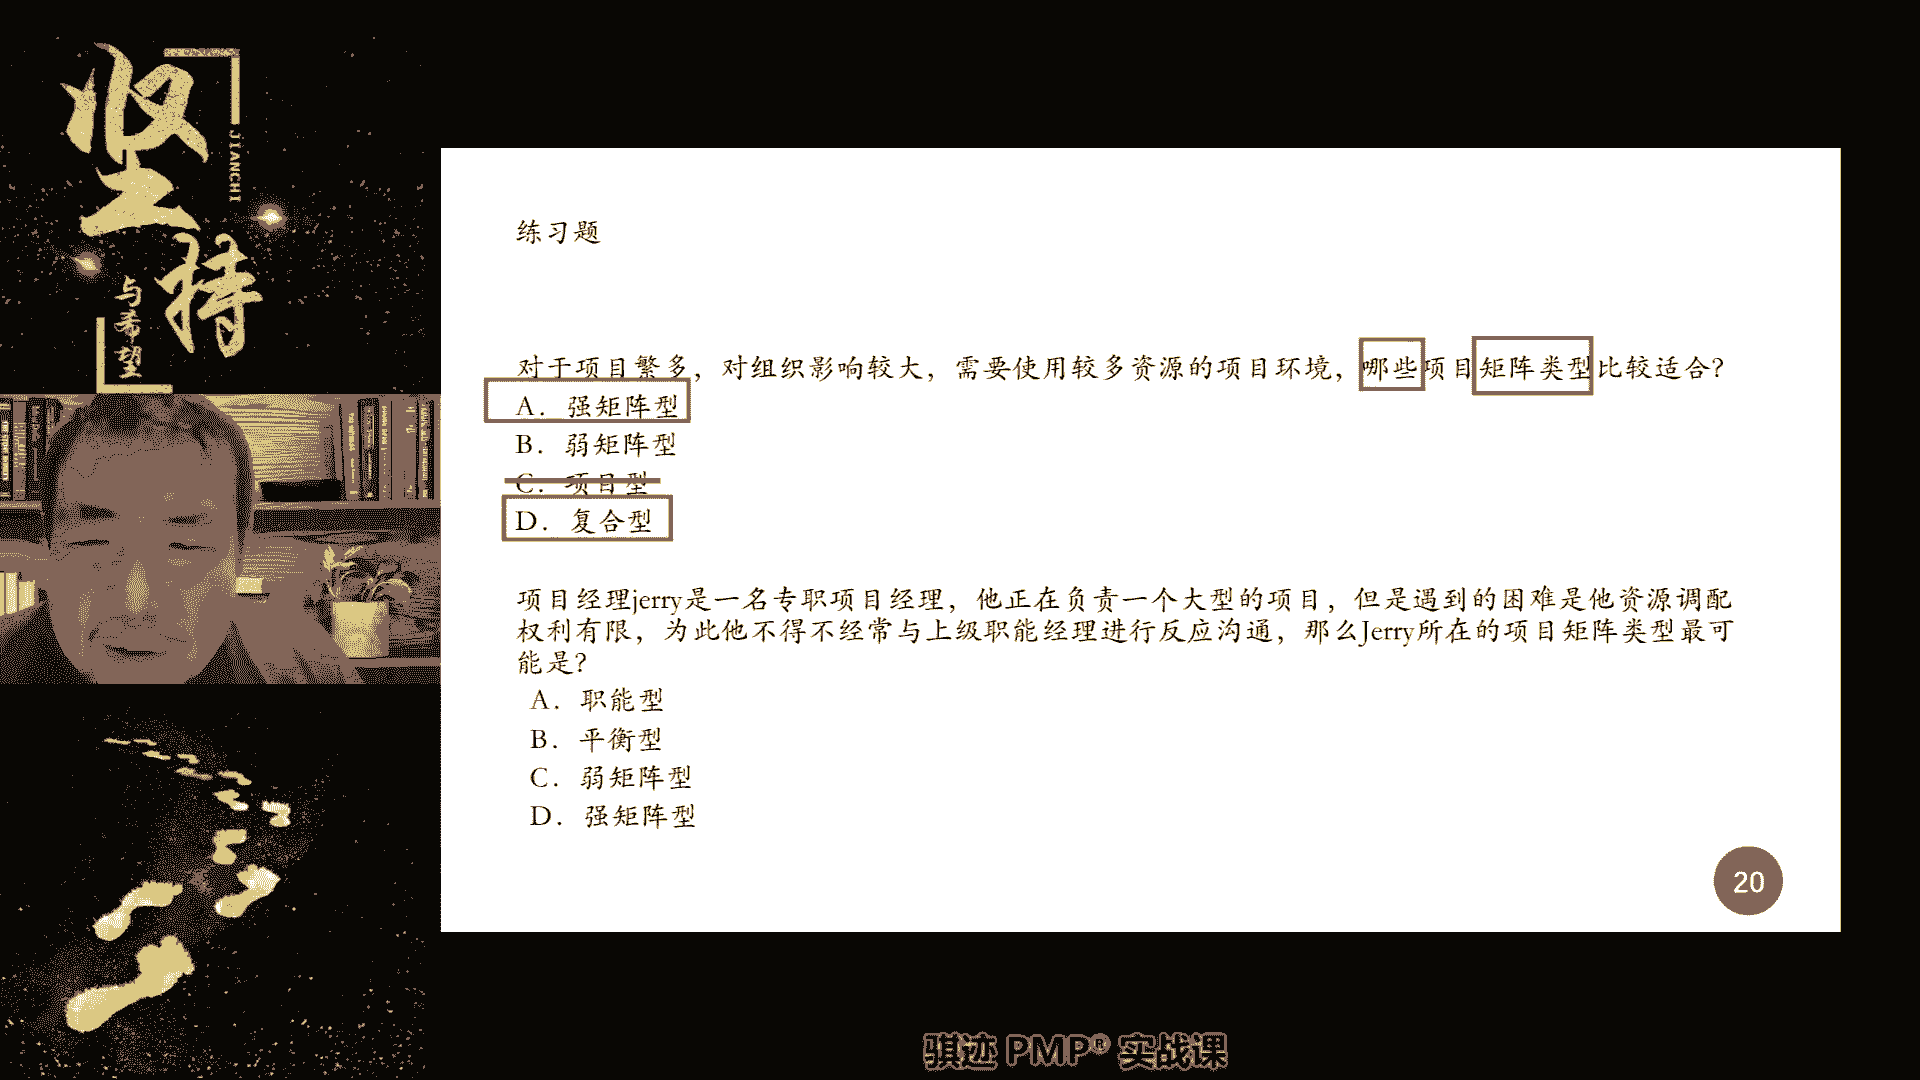 坚持
JIANCHI
与希望
练习题
对于项目繁多，对组织影响较大，需要使用较多资源的项目环境，哪些项目矩阵类型比较适合？
A. 强矩阵型
B. 弱矩阵型
C. 项目型
D. 复合型
项目经理jerry是一名专职项目经理，他正在负责一个大型的项目，但是遇到的困难是他资源调配
权利有限，为此他不得不经常与上级职能经理进行反应沟通，那么Jerry所在的项目矩阵类型最可
能是？
A. 职能型
B. 平衡型
C. 弱矩阵型
D. 强矩阵型
20
骐迹 PMP® 实战课